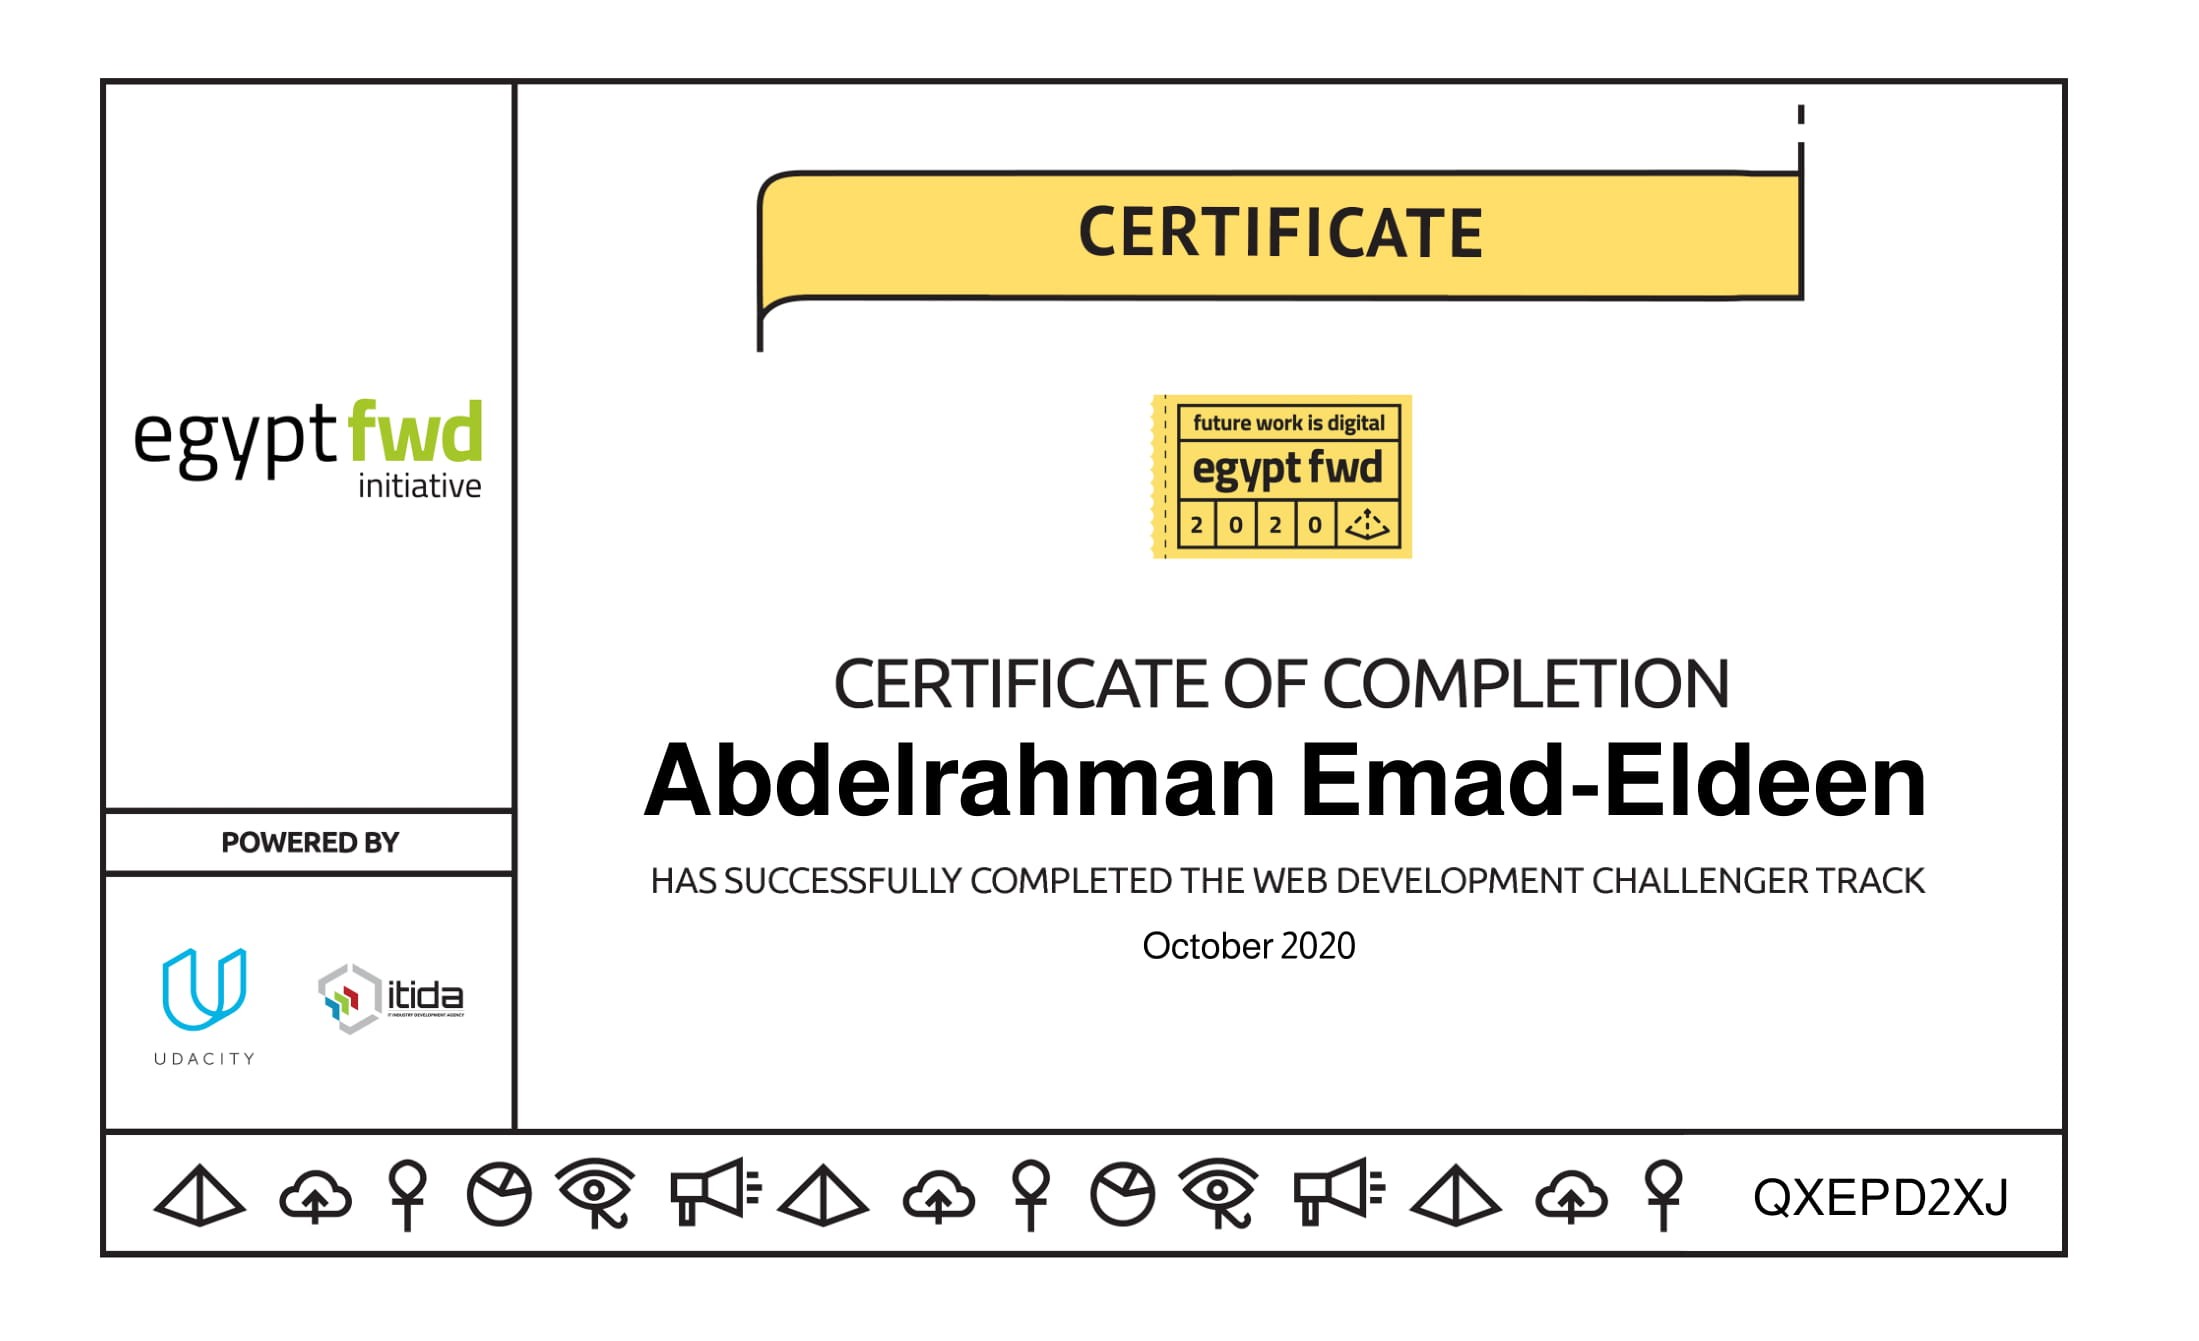 CERTIFICATE
egypt fwd
initiative
future work is digital
egypt fwd
2 0 2 0
CERTIFICATE OF COMPLETION
Abdelrahman Emad-Eldeen
HAS SUCCESSFULLY COMPLETED THE WEB DEVELOPMENT CHALLENGER TRACK
October 2020
POWERED BY
UDACITY
itida
IT INDUSTRY DEVELOPMENT AGENCY
QXEPD2XJ